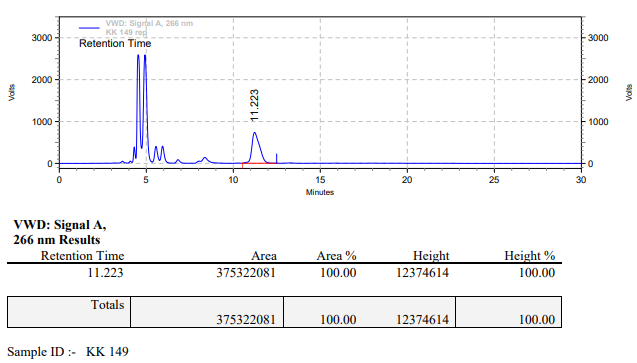 VWD: Signal A, 266 nm
KK 149 rep
Retention Time
3000
2000
1000
0
3000
2000
1000
0
Volts
Volts
11.223
0
5
10
15
20
25
30
Minutes
VWD: Signal A,
266 nm Results
Retention Time Area Area % Height Height %
11.223 375322081 100.00 12374614 100.00
Totals
375322081 100.00 12374614 100.00
Sample ID :- KK 149